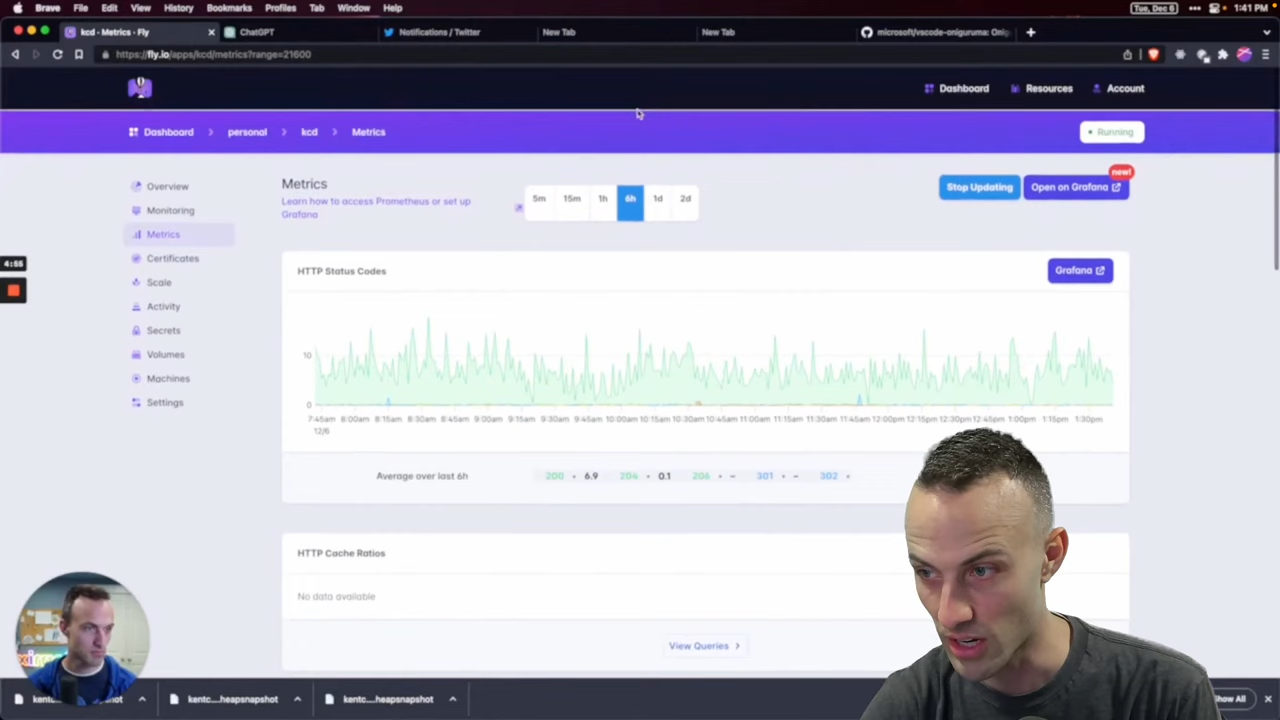 Brave File Edit View History Bookmarks Profiles Tab Window Help
Tue, Dec 6 1:41 PM
kcd · Metrics · Fly
ChatGPT
Notifications / Twitter
New Tab
New Tab
microsoft/vscode-oniguruma: Onig
https://fly.io/apps/kcd/metrics?range=21600
Dashboard Resources Account
Dashboard personal kcd Metrics
Running
Overview
Monitoring
Metrics
Certificates
Scale
Activity
Secrets
Volumes
Machines
Settings
4:55
Metrics
Learn how to access Prometheus or set up
Grafana
5m 15m 1h 6h 1d 2d
Stop Updating
Open on Grafana
new!
HTTP Status Codes
Grafana
10
0
7:45am 8:00am 8:15am 8:30am 8:45am 9:00am 9:15am 9:30am 9:45am 10:00am 10:15am 10:30am 10:45am 11:00am 11:15am 11:30am 11:45am 12:00pm 12:15pm 12:30pm 12:45pm 1:00pm 1:15pm 1:30pm
12/6
Average over last 6h 200 • 6.9 204 • 0.1 206 • – 301 • – 302 •
HTTP Cache Ratios
No data available
View Queries
kentc....heapsnapshot
kentc....heapsnapshot